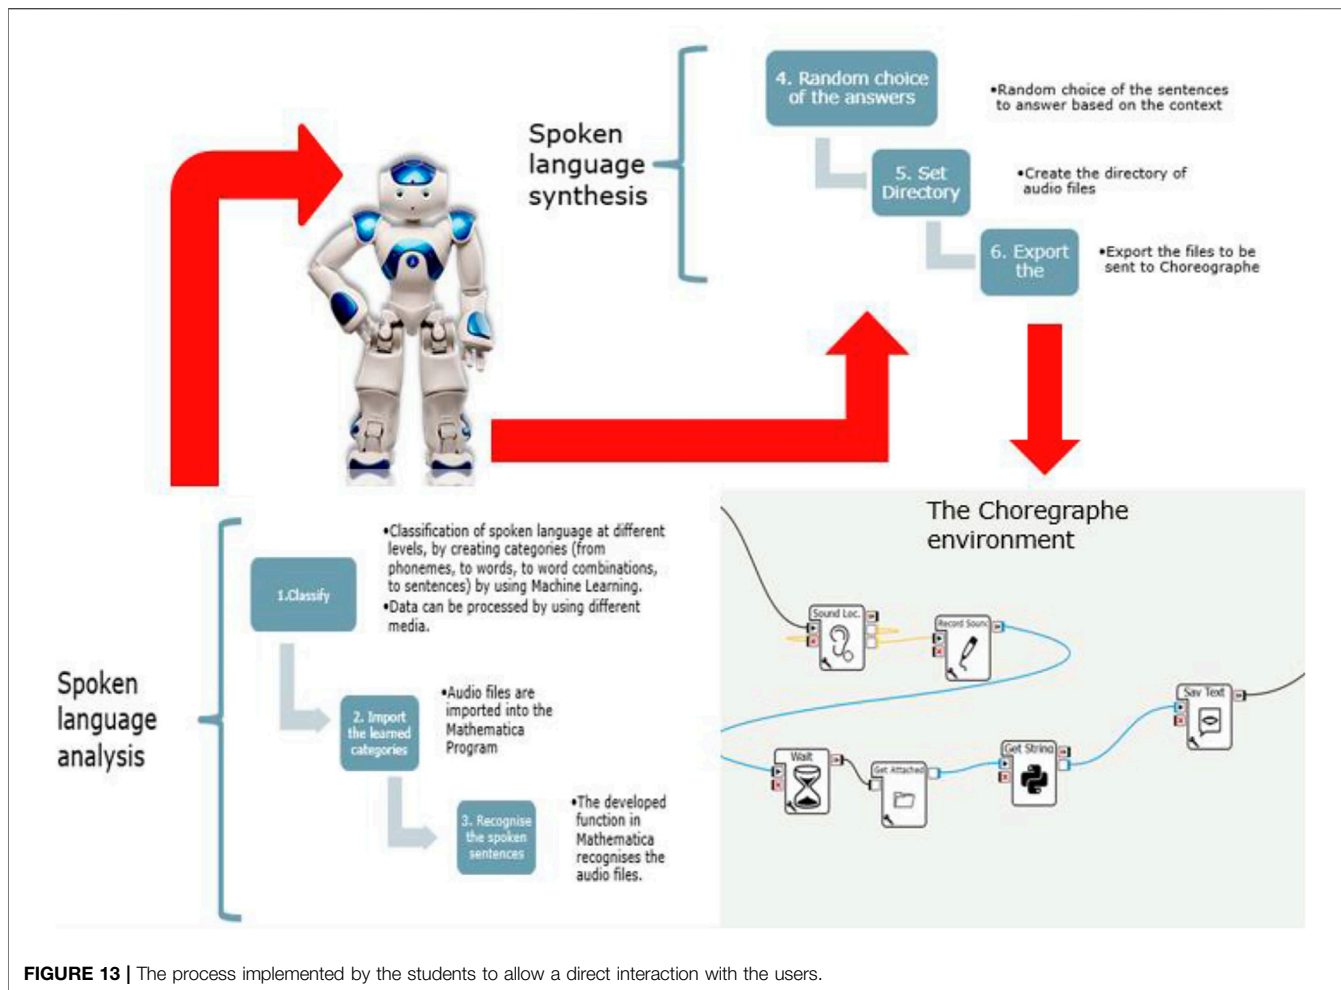 Spoken
language
synthesis
4. Random choice
of the answers
•Random choice of the sentences
to answer based on the context
5. Set
Directory
•Create the directory of
audio files
6. Export
the
•Export the files to be
sent to Choreographe
Spoken
language
analysis
1.Classify
•Classification of spoken language at different
levels, by creating categories (from
phonemes, to words, to word combinations,
to sentences) by using Machine Learning.
•Data can be processed by using different
media.
2. Import
the learned
categories
•Audio files are
imported into the
Mathematica
Program
3. Recognise
the spoken
sentences
•The developed
function in
Mathematica
recognises the
audio files.
The Choregraphe
environment
Sound Loc.
Record Sound
Say Text
Wait
Get Attached
Get String
FIGURE 13 | The process implemented by the students to allow a direct interaction with the users.